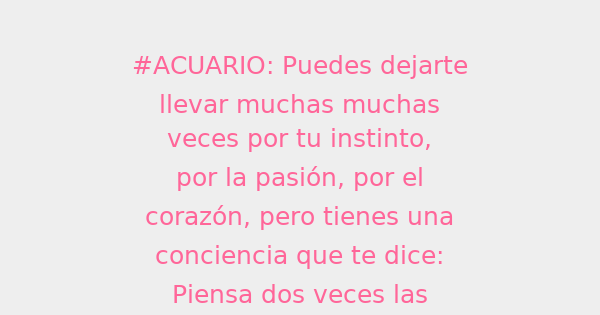 #ACUARIO: Puedes dejarte
llevar muchas muchas
veces por tu instinto,
por la pasión, por el
corazón, pero tienes una
conciencia que te dice:
Piensa dos veces las